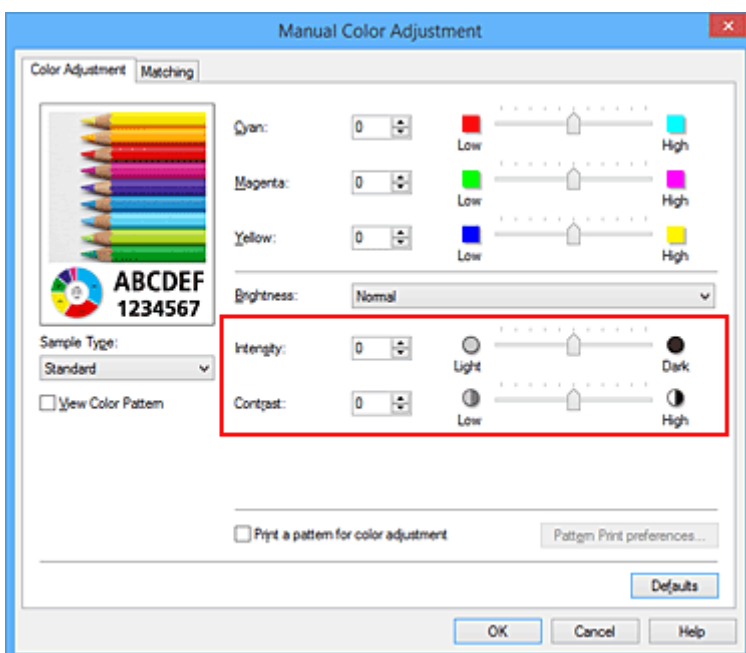 Manual Color Adjustment
Color Adjustment Matching
Cyan: 0 Low High
Magenta: 0 Low High
Yellow: 0 Low High
ABCDEF
1234567
Brightness: Normal
Sample Type:
Standard
View Color Pattern
Intensity: 0 Light Dark
Contrast: 0 Low High
Print a pattern for color adjustment Pattern Print preferences...
Defaults
OK Cancel Help